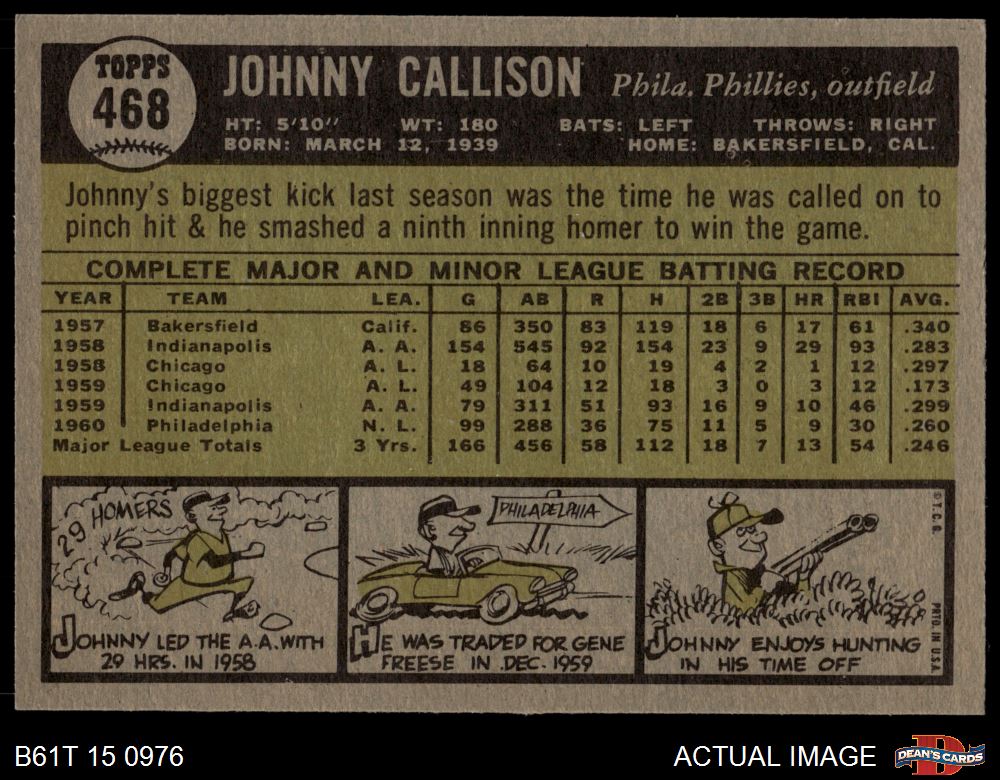 TOPPS
468
JOHNNY CALLISON Phila. Phillies, outfield
HT: 5'10" WT: 180 BATS: LEFT THROWS: RIGHT
BORN: MARCH 12, 1939 HOME: BAKERSFIELD, CAL.
Johnny's biggest kick last season was the time he was called on to
pinch hit & he smashed a ninth inning homer to win the game.
COMPLETE MAJOR AND MINOR LEAGUE BATTING RECORD
YEAR TEAM LEA. G AB R H 2B 3B HR RBI AVG.
1957 Bakersfield Calif. 86 350 83 119 18 6 17 61 .340
1958 Indianapolis A. A. 154 545 92 154 23 9 29 93 .283
1958 Chicago A. L. 18 64 10 19 4 2 1 12 .297
1959 Chicago A. L. 49 104 12 18 3 0 3 12 .173
1959 Indianapolis A. A. 79 311 51 93 16 9 10 46 .299
1960 Philadelphia N. L. 99 288 36 75 11 5 9 30 .260
Major League Totals 3 Yrs. 166 456 58 112 18 7 13 54 .246
29 HOMERS
JOHNNY LED THE A.A. WITH
29 HRS. IN 1958
PHILADELPHIA
HE WAS TRADED FOR GENE
FREESE IN DEC. 1959
JOHNNY ENJOYS HUNTING
IN HIS TIME OFF
© T.C.G.
PRTD. IN U.S.A.
B61T 15 0976
ACTUAL IMAGE
D
DEAN'S CARDS